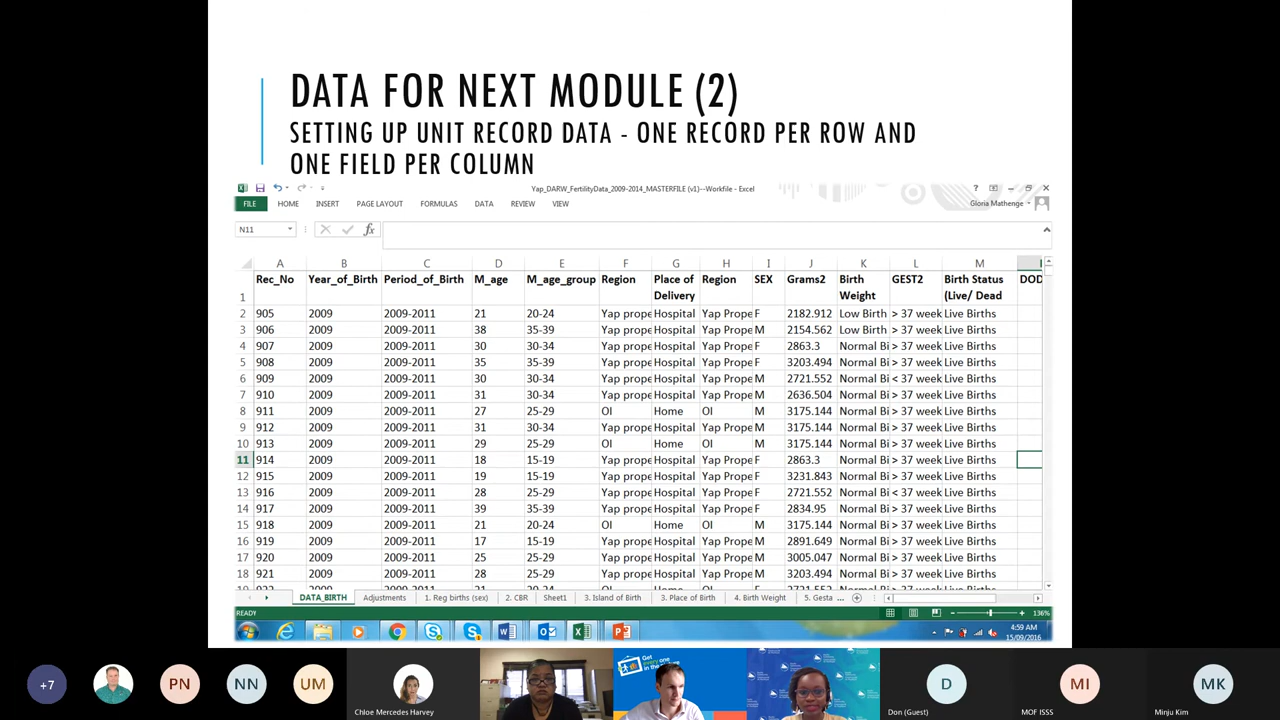 DATA FOR NEXT MODULE (2)
SETTING UP UNIT RECORD DATA - ONE RECORD PER ROW AND
ONE FIELD PER COLUMN
Yap_DARW_FertilityData_2009-2014_MASTERFILE (v1)--Workfile - Excel
FILE HOME INSERT PAGE LAYOUT FORMULAS DATA REVIEW VIEW Gloria Mathenge
N11 fx
A B C D E F G H I J K L M
Rec_No Year_of_Birth Period_of_Birth M_age M_age_group Region Place of Region SEX Grams2 Birth GEST2 Birth Status DOD
1 Delivery Weight (Live/ Dead
2 905 2009 2009-2011 21 20-24 Yap prope Hospital Yap Prope F 2182.912 Low Birth > 37 week Live Births
3 906 2009 2009-2011 38 35-39 Yap prope Hospital Yap Prope M 2154.562 Low Birth > 37 week Live Births
4 907 2009 2009-2011 30 30-34 Yap prope Hospital Yap Prope F 2863.3 Normal Bi > 37 week Live Births
5 908 2009 2009-2011 35 35-39 Yap prope Hospital Yap Prope F 3203.494 Normal Bi > 37 week Live Births
6 909 2009 2009-2011 30 30-34 Yap prope Hospital Yap Prope M 2721.552 Normal Bi < 37 week Live Births
7 910 2009 2009-2011 31 30-34 Yap prope Hospital Yap Prope M 2636.504 Normal Bi > 37 week Live Births
8 911 2009 2009-2011 27 25-29 OI Home OI M 3175.144 Normal Bi > 37 week Live Births
9 912 2009 2009-2011 31 30-34 Yap prope Hospital Yap Prope M 3175.144 Normal Bi > 37 week Live Births
10 913 2009 2009-2011 29 25-29 OI Home OI M 3175.144 Normal Bi > 37 week Live Births
11 914 2009 2009-2011 18 15-19 Yap prope Hospital Yap Prope F 2863.3 Normal Bi > 37 week Live Births
12 915 2009 2009-2011 19 15-19 Yap prope Hospital Yap Prope F 3231.843 Normal Bi > 37 week Live Births
13 916 2009 2009-2011 28 25-29 Yap prope Hospital Yap Prope F 2721.552 Normal Bi < 37 week Live Births
14 917 2009 2009-2011 39 35-39 Yap prope Hospital Yap Prope F 2834.95 Normal Bi > 37 week Live Births
15 918 2009 2009-2011 21 20-24 OI Home OI M 3175.144 Normal Bi > 37 week Live Births
16 919 2009 2009-2011 17 15-19 Yap prope Hospital Yap Prope M 2891.649 Normal Bi > 37 week Live Births
17 920 2009 2009-2011 25 25-29 Yap prope Hospital Yap Prope F 3005.047 Normal Bi > 37 week Live Births
18 921 2009 2009-2011 28 25-29 Yap prope Hospital Yap Prope M 3203.494 Normal Bi > 37 week Live Births
DATA_BIRTH Adjustments 1. Reg births (sex) 2. CBR Sheet1 3. Island of Birth 3. Place of Birth 4. Birth Weight 5. Gesta ...
READY 136%
4:59 AM
15/09/2016
+7 PN NN UM D MI MK
Get
everyone
in the
Chloe Mercedes Harvey Don (Guest) MOF ISSS Minju Kim